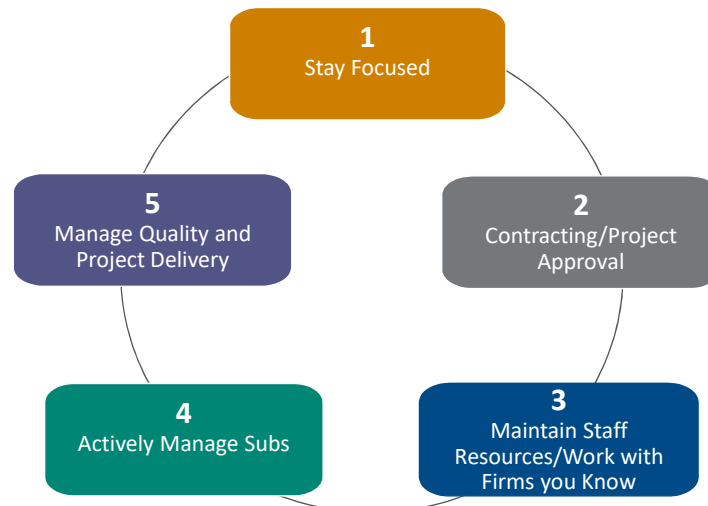 1
Stay Focused
2
Contracting/Project
Approval
3
Maintain Staff
Resources/Work with
Firms you Know
4
Actively Manage Subs
5
Manage Quality and
Project Delivery